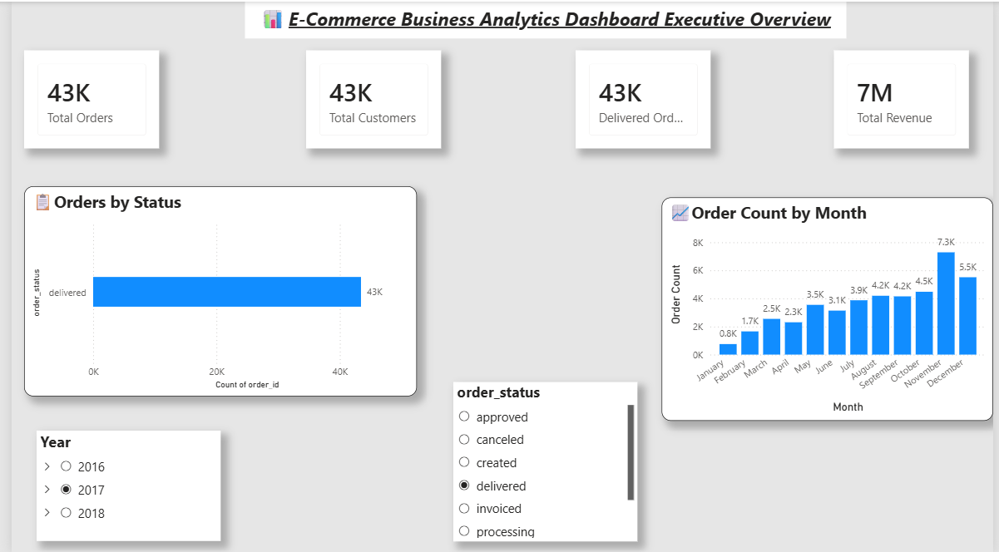 E-Commerce Business Analytics Dashboard Executive Overview
43K
Total Orders
43K
Total Customers
43K
Delivered Ord...
7M
Total Revenue
Orders by Status
order_status
delivered
43K
0K 20K 40K
Count of order_id
Order Count by Month
Order Count
8K
6K
4K
2K
0K
0.8K
1.7K
2.5K
2.3K
3.5K
3.1K
3.9K
4.2K
4.2K
4.5K
7.3K
5.5K
January
February
March
April
May
June
July
August
September
October
November
December
Month
Year
2016
2017
2018
order_status
approved
canceled
created
delivered
invoiced
processing